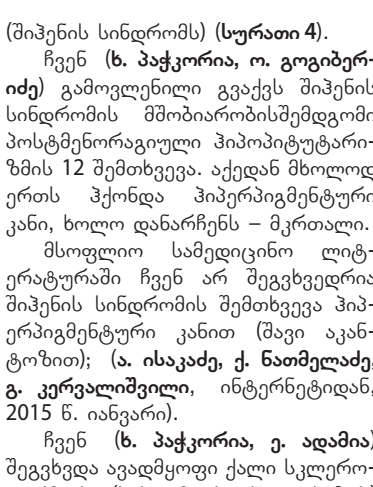 (შიჰენის სინდრომს) (სურათი 4).
ჩვენ (ხ. პაჭკორია, ო. გოგიბერ-
იძე) გამოვლენილი გვაქვს შიჰენის
სინდრომის მშობიარობისშემდგომი
პოსტმენორაგიული ჰიპოპიტუტარი-
ზმის 12 შემთხვევა. აქედან მხოლოდ
ერთს ჰქონდა ჰიპერპიგმენტური
კანი, ხოლო დანარჩენს – მკრთალი.
მსოფლიო სამედიცინო ლიტ-
ერატურაში ჩვენ არ შეგვხვედრია
შიჰენის სინდრომის შემთხვევა ჰიპ-
ერპიგმენტური კანით (შავი აკან-
ტოზით); (ა. ისაკაძე, ქ. ნათმელაძე,
გ. კერვალიშვილი, ინტერნეტიდან,
2015 წ. იანვარი).
ჩვენ (ხ. პაჭკორია, ე. ადამია)
შეგვხვდა ავადმყოფი ქალი სკლერო-